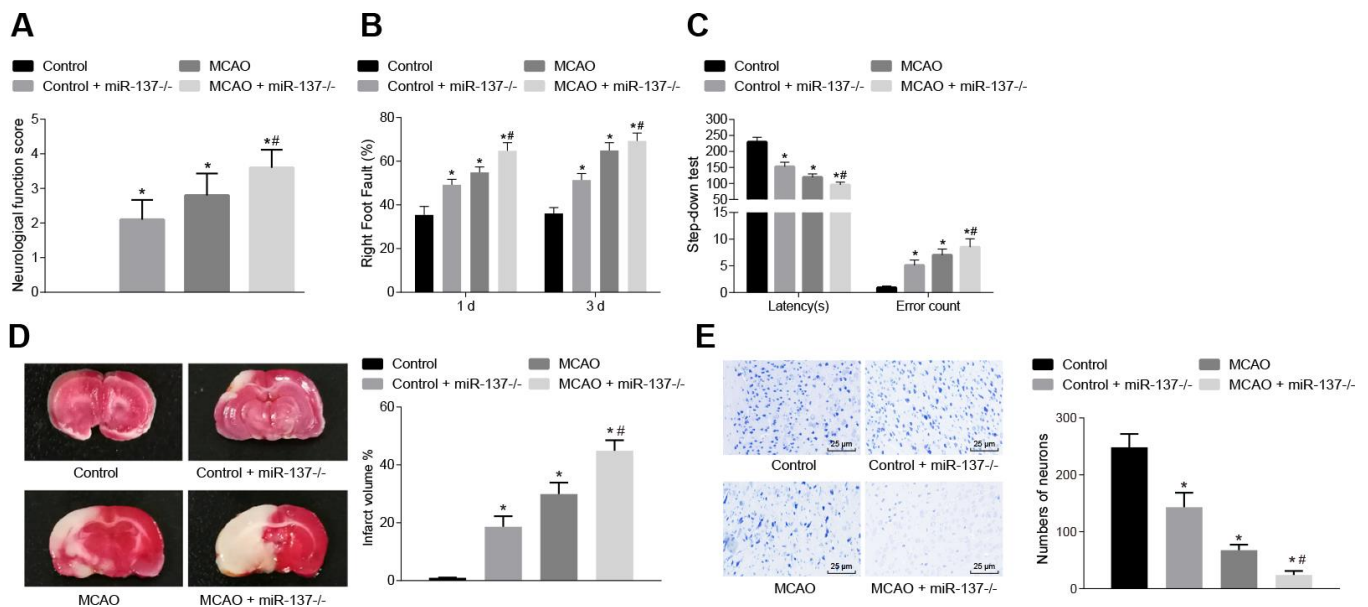 A
Control
MCAO
Control + miR-137-/-
MCAO + miR-137-/-
Neurological function score
5
4
3
2
1
0
*
*
*#
B
Control
MCAO
Control + miR-137-/-
MCAO + miR-137-/-
Right Foot Fault (%)
80
60
40
20
0
*
*
*#
*
*
*#
1 d
3 d
C
Control
MCAO
Control + miR-137-/-
MCAO + miR-137-/-
Step-down test
300
250
200
150
100
50
15
10
5
0
*
*
*#
*
*
*#
Latency(s)
Error count
D
Control
Control + miR-137-/-
MCAO
MCAO + miR-137-/-
Control
MCAO
Control + miR-137-/-
MCAO + miR-137-/-
Infarct volume %
60
40
20
0
*
*
* #
E
25 µm
25 µm
Control
Control + miR-137-/-
25 µm
25 µm
MCAO
MCAO + miR-137-/-
Control
MCAO
Control + miR-137-/-
MCAO + miR-137-/-
Numbers of neurons
300
200
100
0
*
*
* #